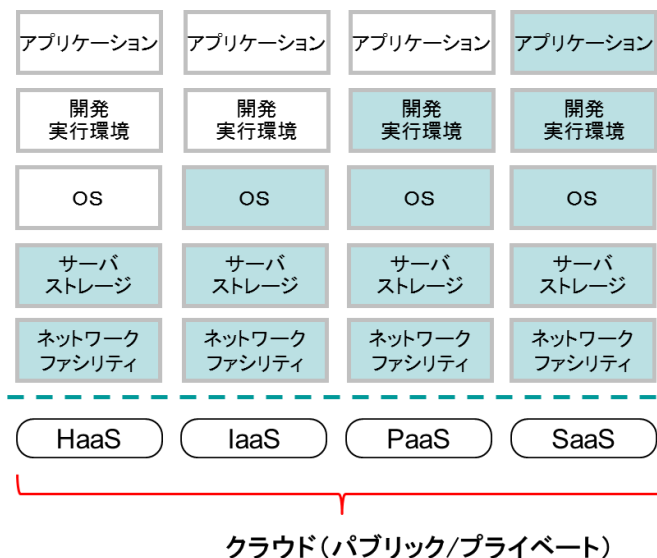 アプリケーション アプリケーション アプリケーション アプリケーション
開発 開発 開発 開発
実行環境 実行環境 実行環境 実行環境
OS OS OS OS
サーバ サーバ サーバ サーバ
ストレージ ストレージ ストレージ ストレージ
ネットワーク ネットワーク ネットワーク ネットワーク
ファシリティ ファシリティ ファシリティ ファシリティ
HaaS IaaS PaaS SaaS
クラウド(パブリック/プライベート)